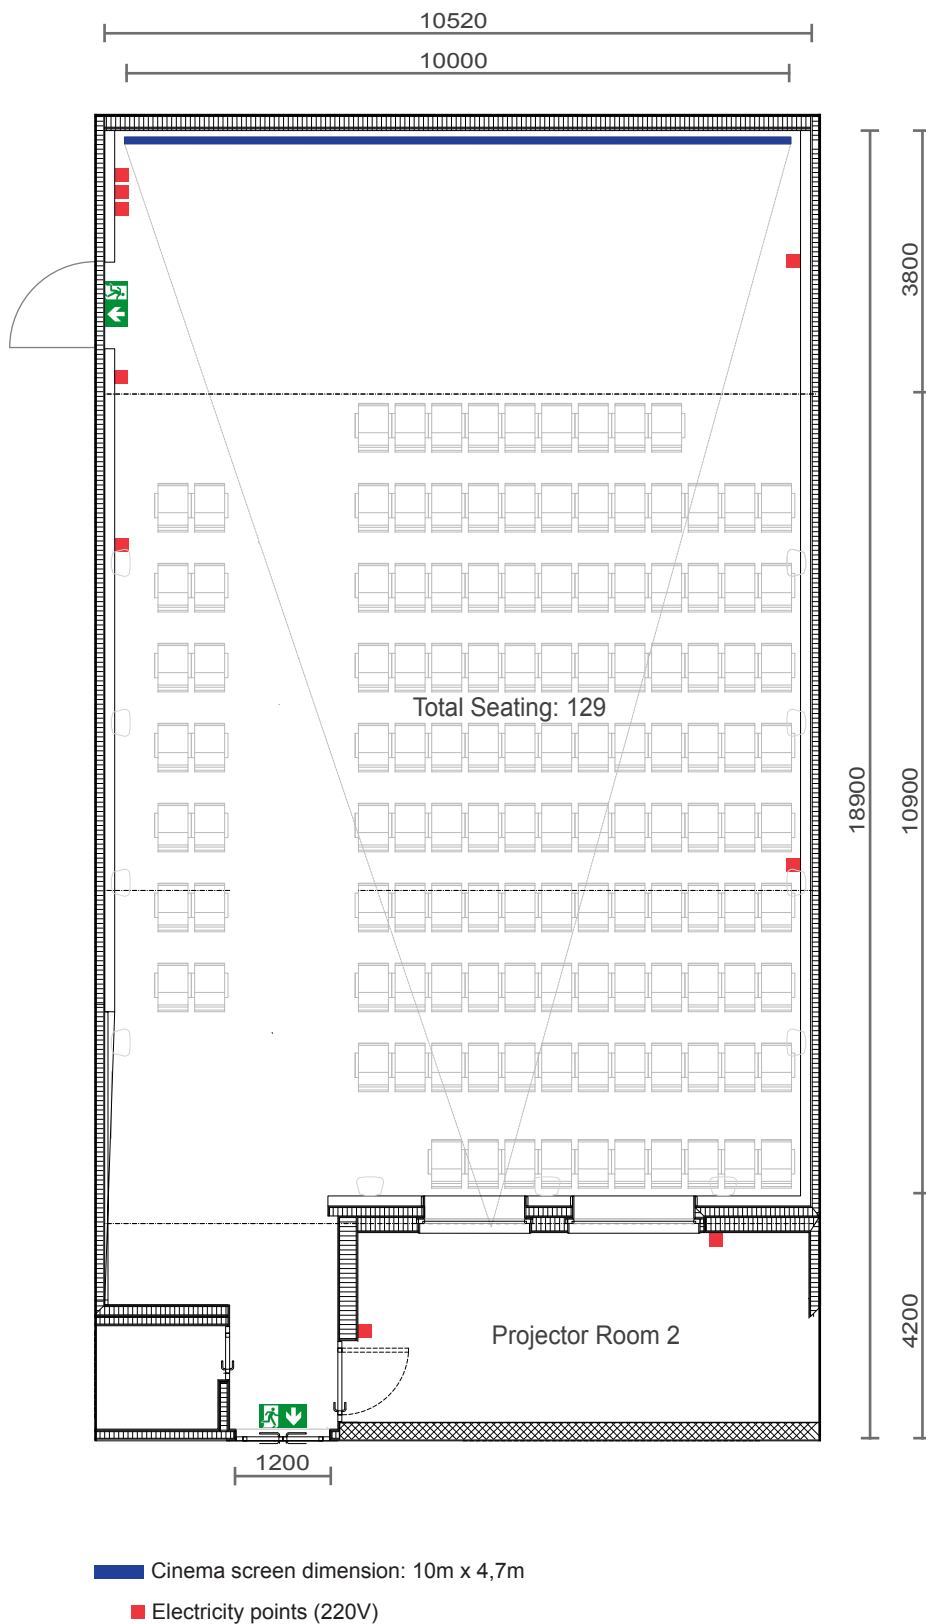 10520
10000
3800
Total Seating: 129
18900
10900
4200
Projector Room 2
1200
Cinema screen dimension: 10m x 4,7m
Electricity points (220V)